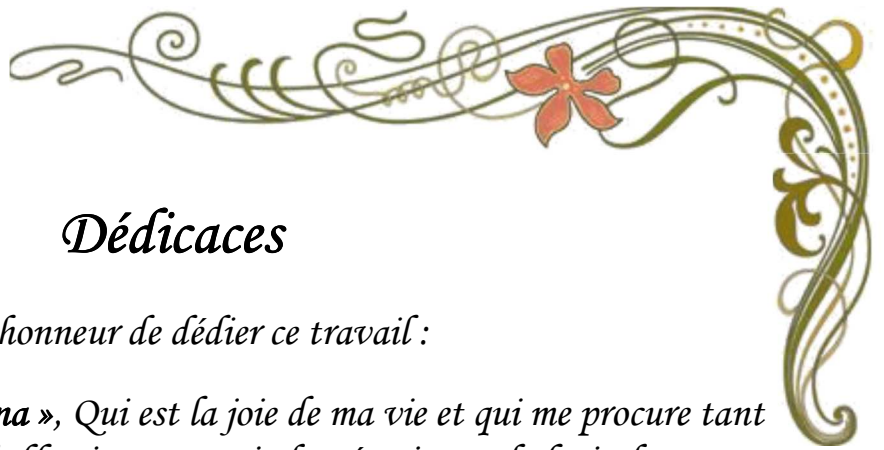 Dédicaces
honneur de dédier ce travail :
na », Qui est la joie de ma vie et qui me procure tant